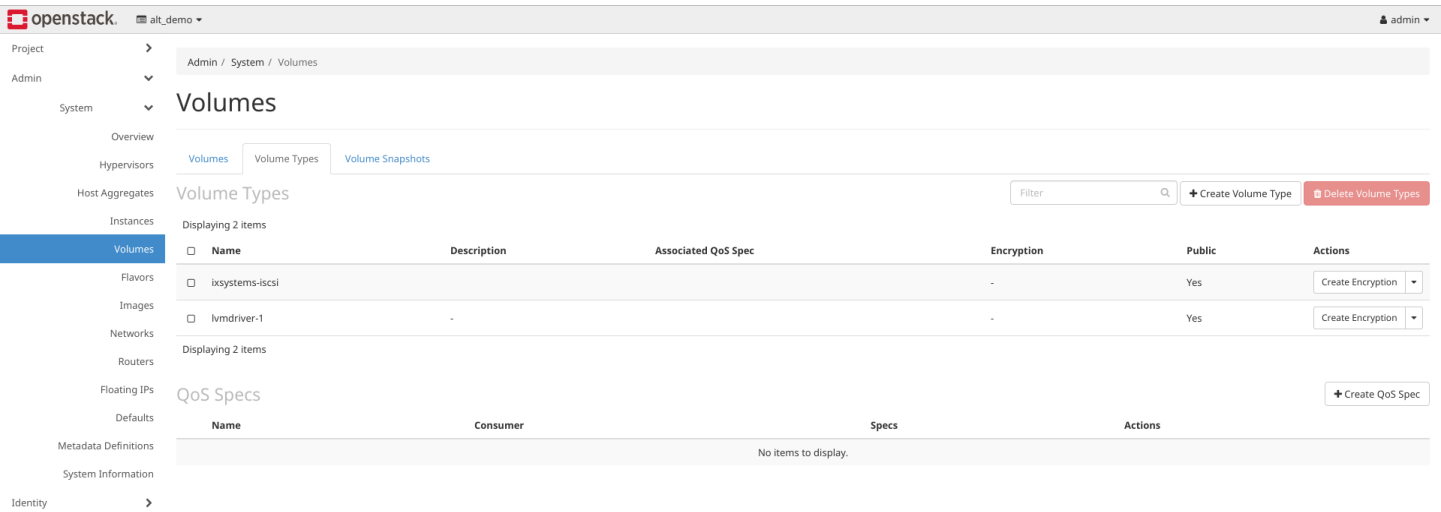 openstack. alt_demo admin
Project
Admin
System
Overview
Hypervisors
Host Aggregates
Instances
Volumes
Flavors
Images
Networks
Routers
Floating IPs
Defaults
Metadata Definitions
System Information
Identity
Admin / System / Volumes
Volumes
Volumes Volume Types Volume Snapshots
Volume Types Filter + Create Volume Type Delete Volume Types
Displaying 2 items
Name Description Associated QoS Spec Encryption Public Actions
ixsystems-iscsi - Yes Create Encryption
lvmdriver-1 - - Yes Create Encryption
Displaying 2 items
QoS Specs + Create QoS Spec
Name Consumer Specs Actions
No items to display.